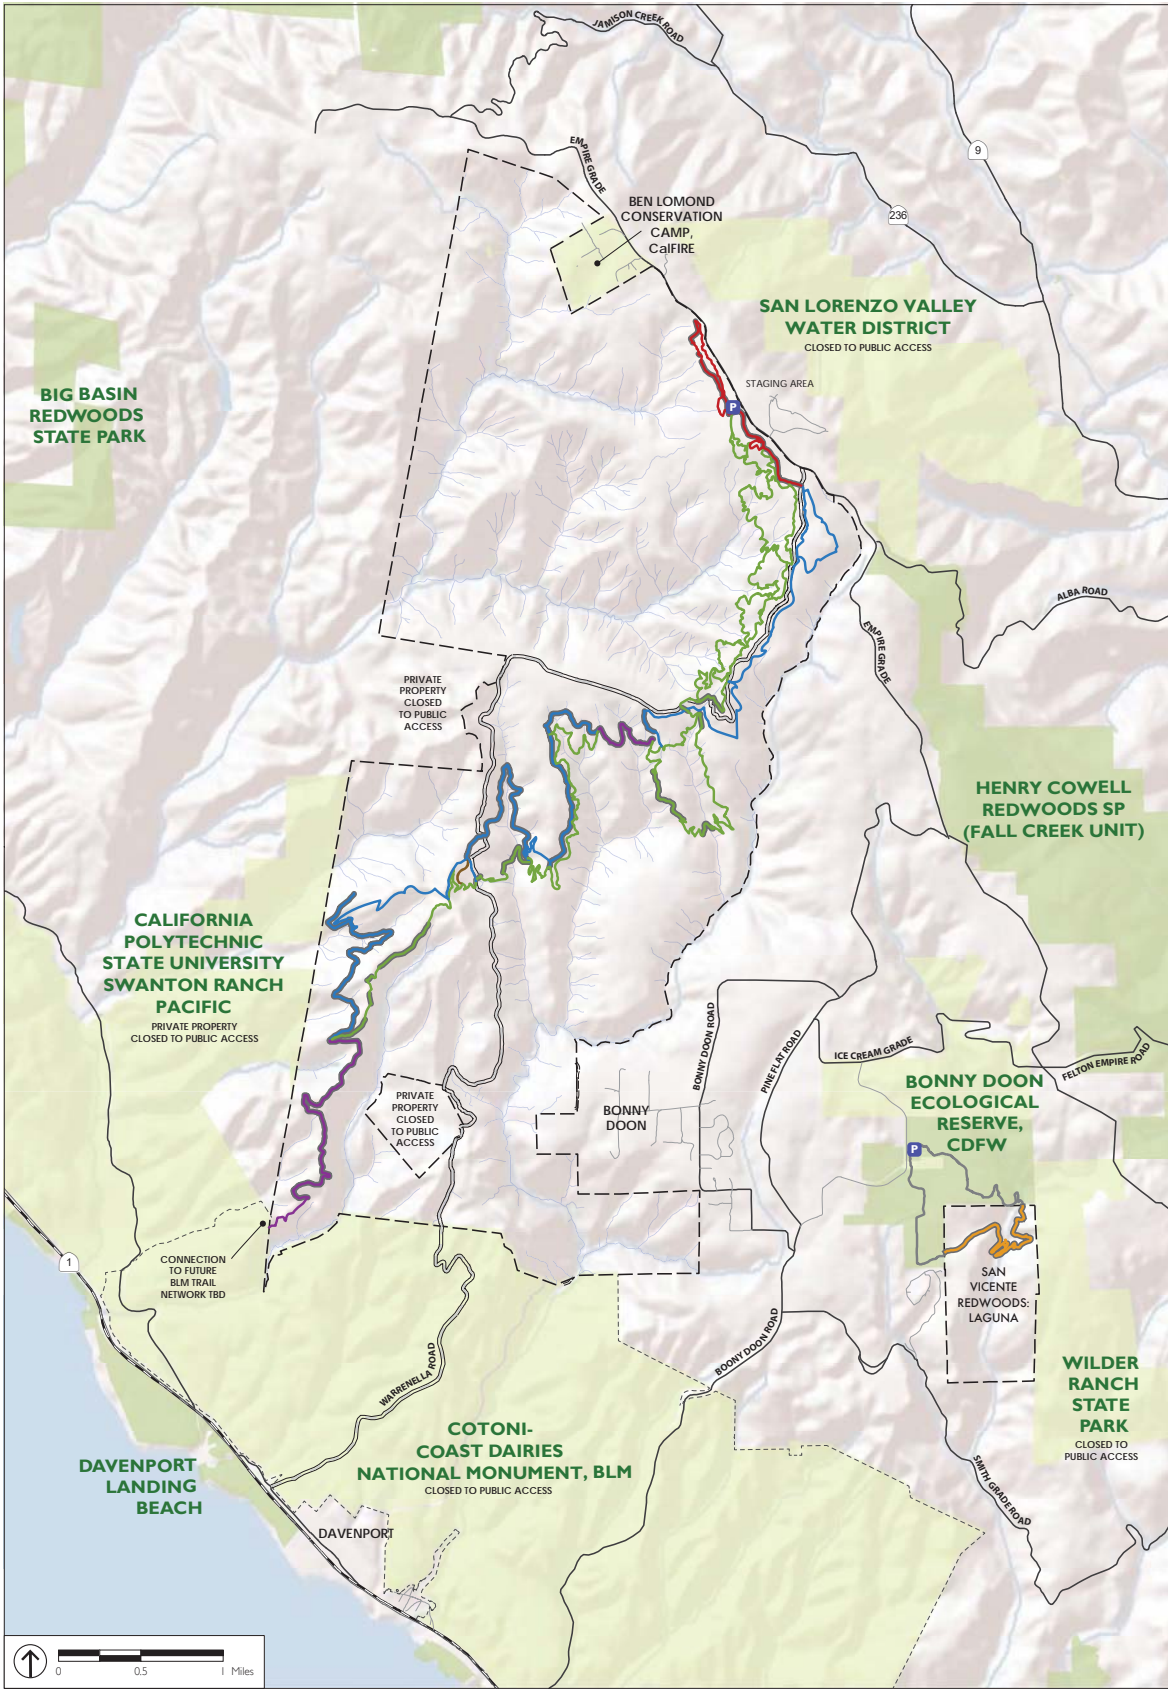 JAMISON CREEK ROAD
9
EMPIRE GRADE
236
BEN LOMOND
CONSERVATION
CAMP,
CalFIRE
SAN LORENZO VALLEY
WATER DISTRICT
CLOSED TO PUBLIC ACCESS
BIG BASIN
REDWOODS
STATE PARK
STAGING AREA
P
ALBA ROAD
EMPIRE GRADE
PRIVATE
PROPERTY
CLOSED
TO PUBLIC
ACCESS
HENRY COWELL
REDWOODS SP
(FALL CREEK UNIT)
CALIFORNIA
POLYTECHNIC
STATE UNIVERSITY
SWANTON RANCH
PACIFIC
PRIVATE PROPERTY
CLOSED TO PUBLIC ACCESS
BONNY DOON ROAD
PINE FLAT ROAD
ICE CREAM GRADE
FELTON EMPIRE ROAD
PRIVATE
PROPERTY
CLOSED
TO PUBLIC
ACCESS
BONNY
DOON
BONNY DOON
ECOLOGICAL
RESERVE,
CDFW
P
CONNECTION
TO FUTURE
BLM TRAIL
NETWORK TBD
1
SAN
VICENTE
REDWOODS:
LAGUNA
WARRENELLA ROAD
BOONY DOON ROAD
WILDER
RANCH
STATE
PARK
CLOSED TO
PUBLIC ACCESS
COTONI-
COAST DAIRIES
NATIONAL MONUMENT, BLM
CLOSED TO PUBLIC ACCESS
DAVENPORT
LANDING
BEACH
SMITH GRADE ROAD
DAVENPORT
0 0.5 1 Miles